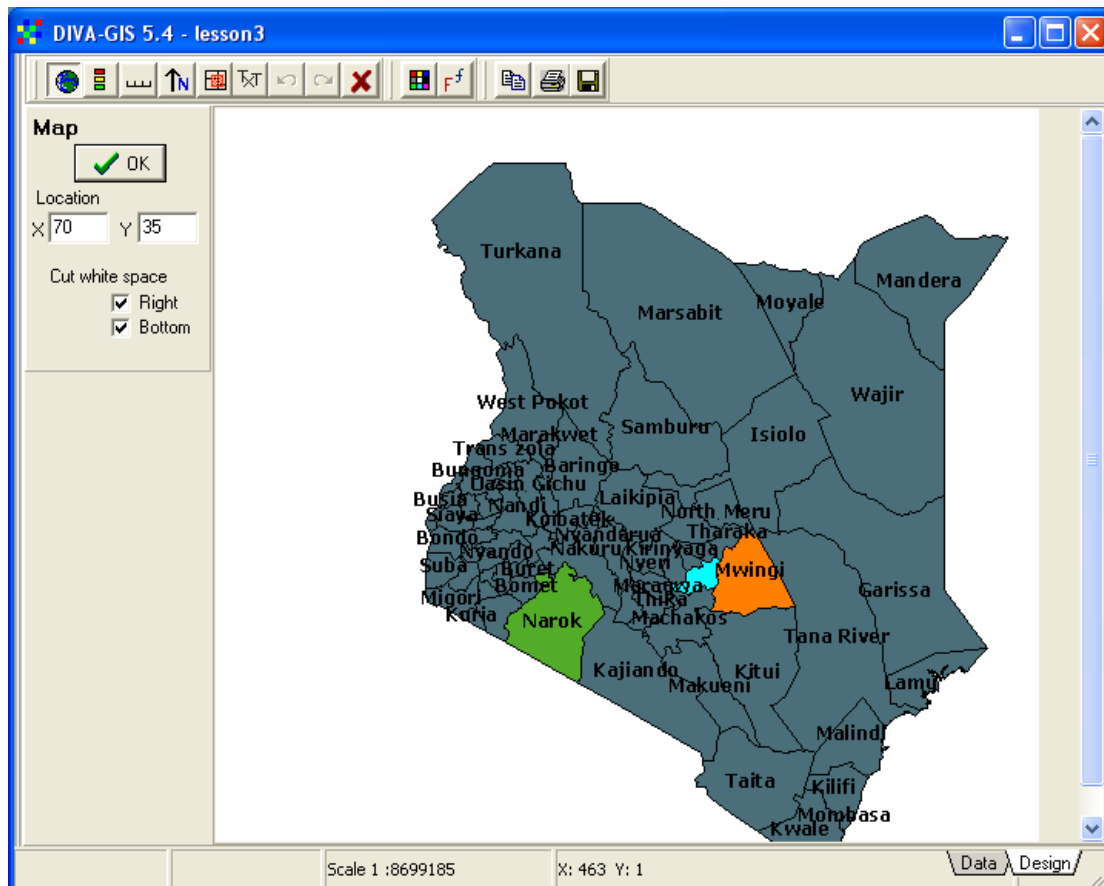 DIVA-GIS 5.4 - lesson3
N TxT F f
Map
OK
Location
X 70 Y 35
Cut white space
Right
Bottom
Turkana
Mandera
Moyale
Marsabit
Wajir
West Pokot
Samburu
Isiolo
Marakwet
Trans zoia
Baringo
Bungoma
Uasin Gichu
Busia
Laikipia
Nandi
North Meru
Siaya
Koibatek
Tharaka
Bondo
Nyandarua
Nyando
Nakuru
Kirinyaga
Nyeri
Suba
Buret
Mwingi
Bomet
Maragwa
Garissa
Migori
Thika
Kuria
Narok
Machakos
Tana River
Kajiando
Kitui
Makueni
Lamu
Malindi
Taita
Kilifi
Mombasa
Kwale
Scale 1 :8699185
X: 463 Y: 1
Data
Design